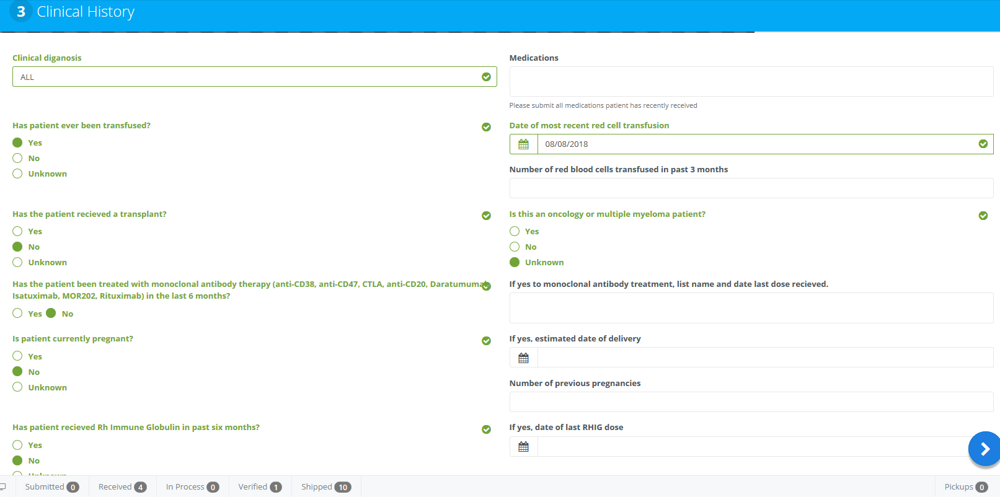 3 Clinical History
Clinical diganosis
ALL
Medications
Please submit all medications patient has recently received
Has patient ever been transfused?
Yes
No
Unknown
Date of most recent red cell transfusion
08/08/2018
Number of red blood cells transfused in past 3 months
Has the patient recieved a transplant?
Yes
No
Unknown
Is this an oncology or multiple myeloma patient?
Yes
No
Unknown
Has the patient been treated with monoclonal antibody therapy (anti-CD38, anti-CD47, CTLA, anti-CD20, Daratumumab,
Isatuximab, MOR202, Rituximab) in the last 6 months?
Yes No
If yes to monoclonal antibody treatment, list name and date last dose recieved.
Is patient currently pregnant?
Yes
No
Unknown
If yes, estimated date of delivery
Number of previous pregnancies
Has patient recieved Rh Immune Globulin in past six months?
Yes
No
Unknown
If yes, date of last RHIG dose
Submitted 0 Received 4 In Process 0 Verified 1 Shipped 10 Pickups 0